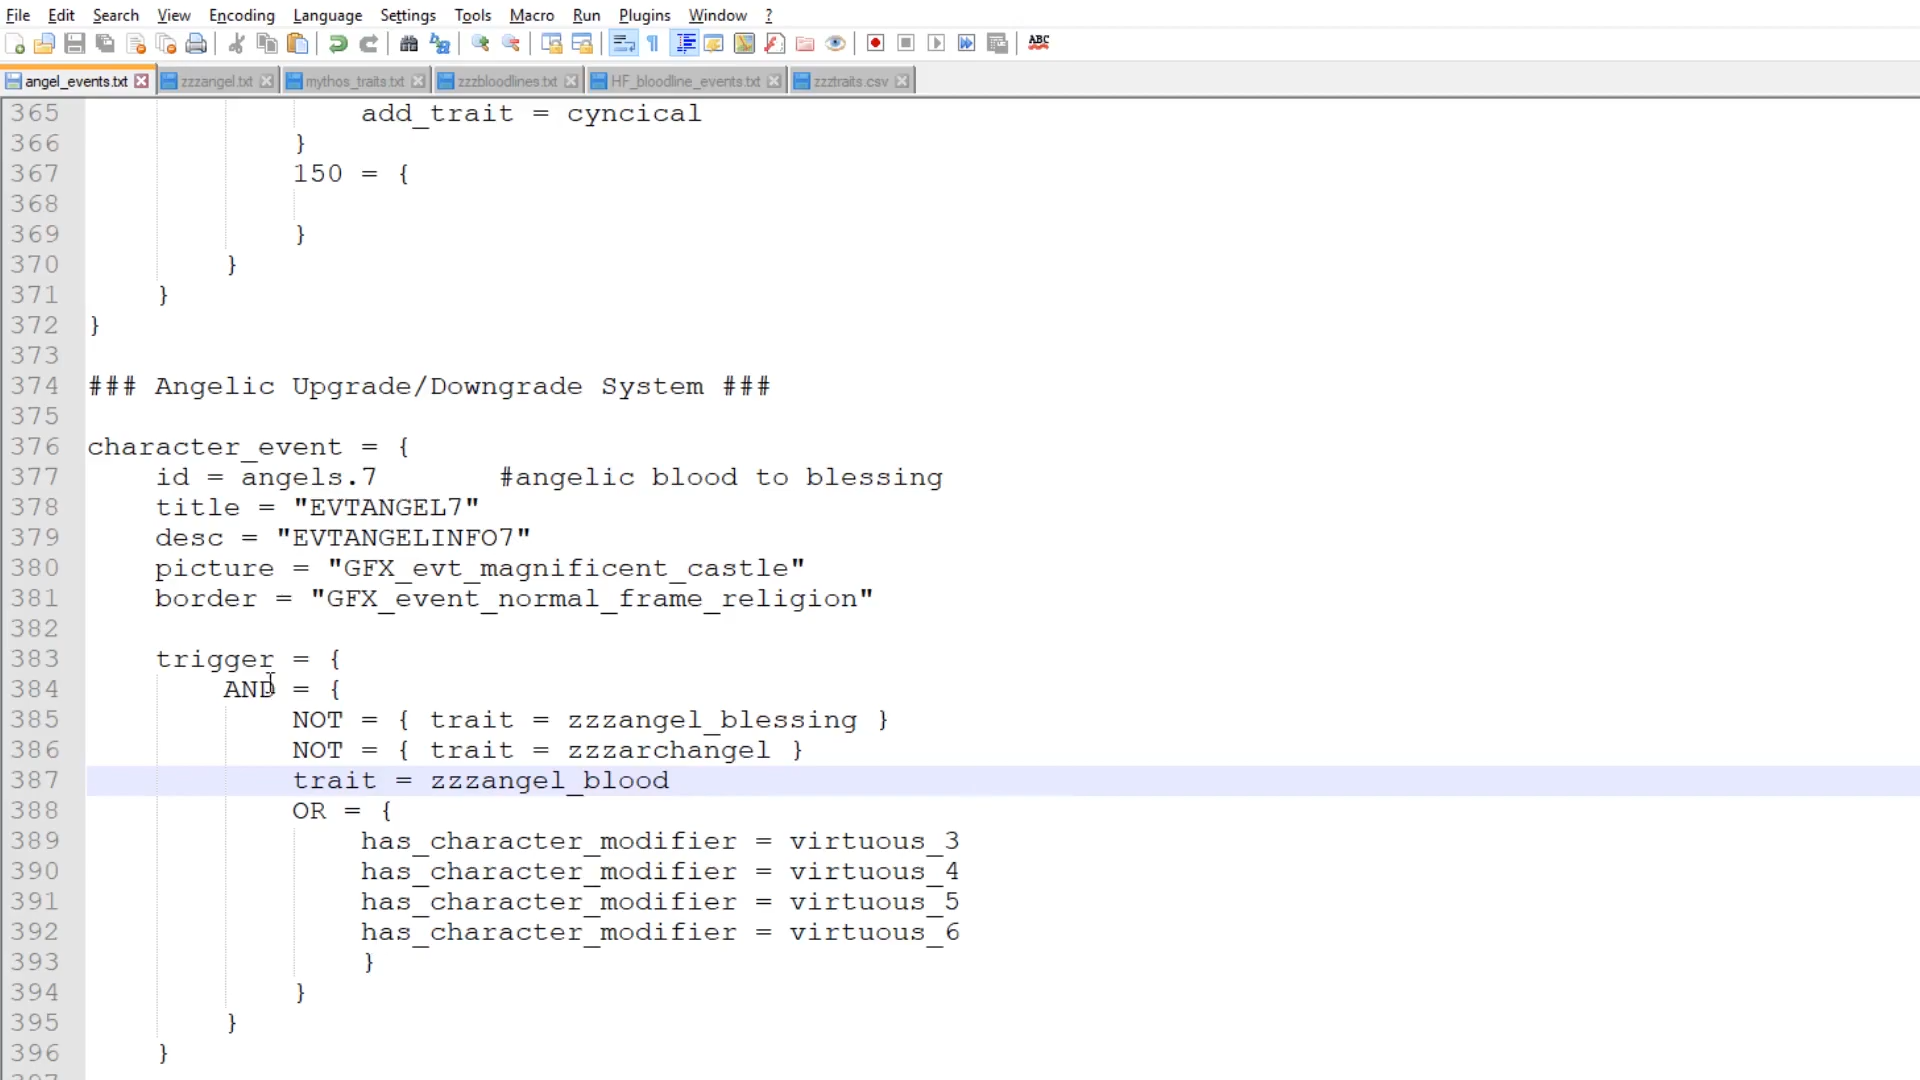 File Edit Search View Encoding Language Settings Tools Macro Run Plugins Window ?
ABC
angel_events.txt zzzangel.txt mythos_traits.txt zzzbloodlines.txt HF_bloodline_events.txt zzztraits.csv
365 add_trait = cyncical
366 }
367 150 = {
368
369 }
370 }
371 }
372 }
373
374 ### Angelic Upgrade/Downgrade System ###
375
376 character_event = {
377 id = angels.7 #angelic blood to blessing
378 title = "EVTANGEL7"
379 desc = "EVTANGELINFO7"
380 picture = "GFX_evt_magnificent_castle"
381 border = "GFX_event_normal_frame_religion"
382
383 trigger = {
384 AND = {
385 NOT = { trait = zzzangel_blessing }
386 NOT = { trait = zzzarchangel }
387 trait = zzzangel_blood
388 OR = {
389 has_character_modifier = virtuous_3
390 has_character_modifier = virtuous_4
391 has_character_modifier = virtuous_5
392 has_character_modifier = virtuous_6
393 }
394 }
395 }
396 }
397